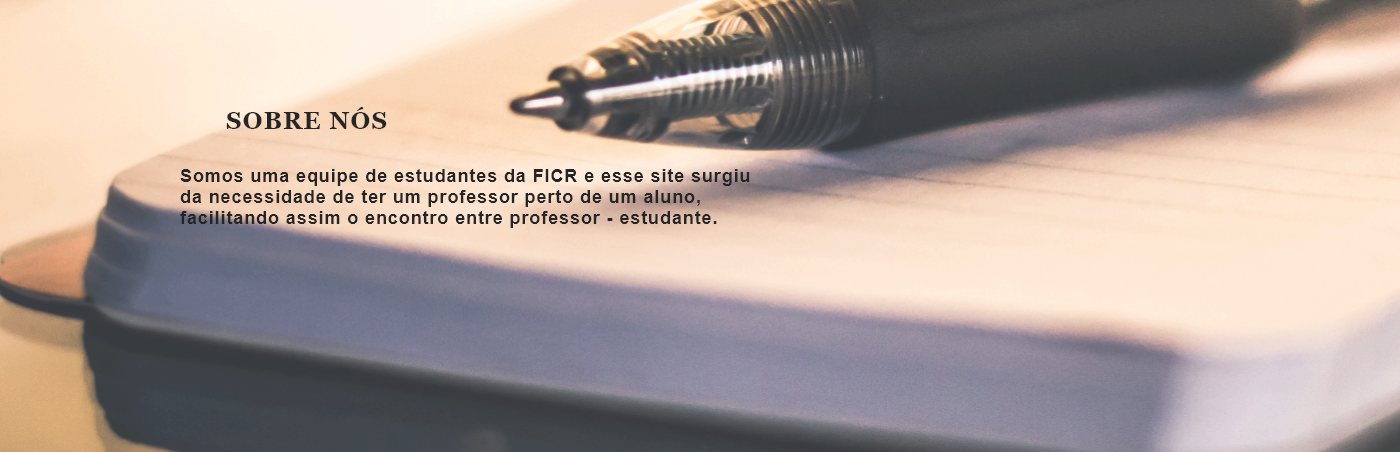 SOBRE NÓS
Somos uma equipe de estudantes da FICR e esse site surgiu
da necessidade de ter um professor perto de um aluno,
facilitando assim o encontro entre professor - estudante.